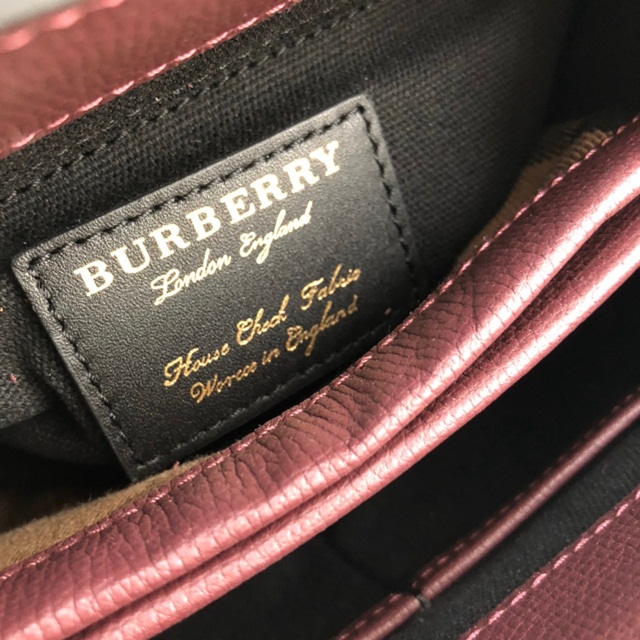 BURBERRY
London England
House Check Fabric
Woven in England